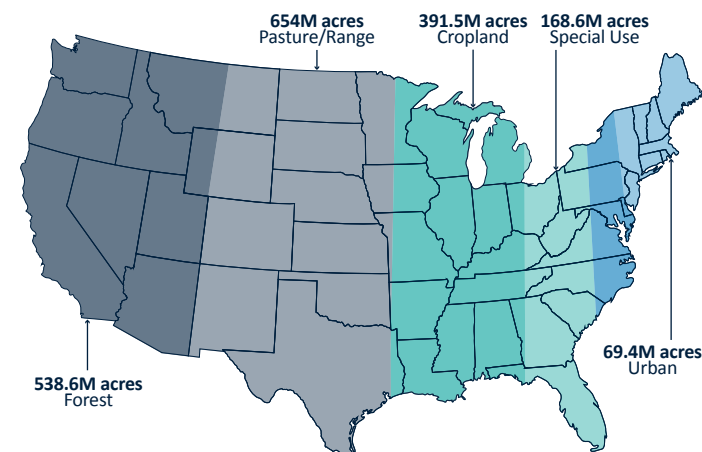 654M acres
Pasture/Range
391.5M acres
Cropland
168.6M acres
Special Use
69.4M acres
Urban
538.6M acres
Forest